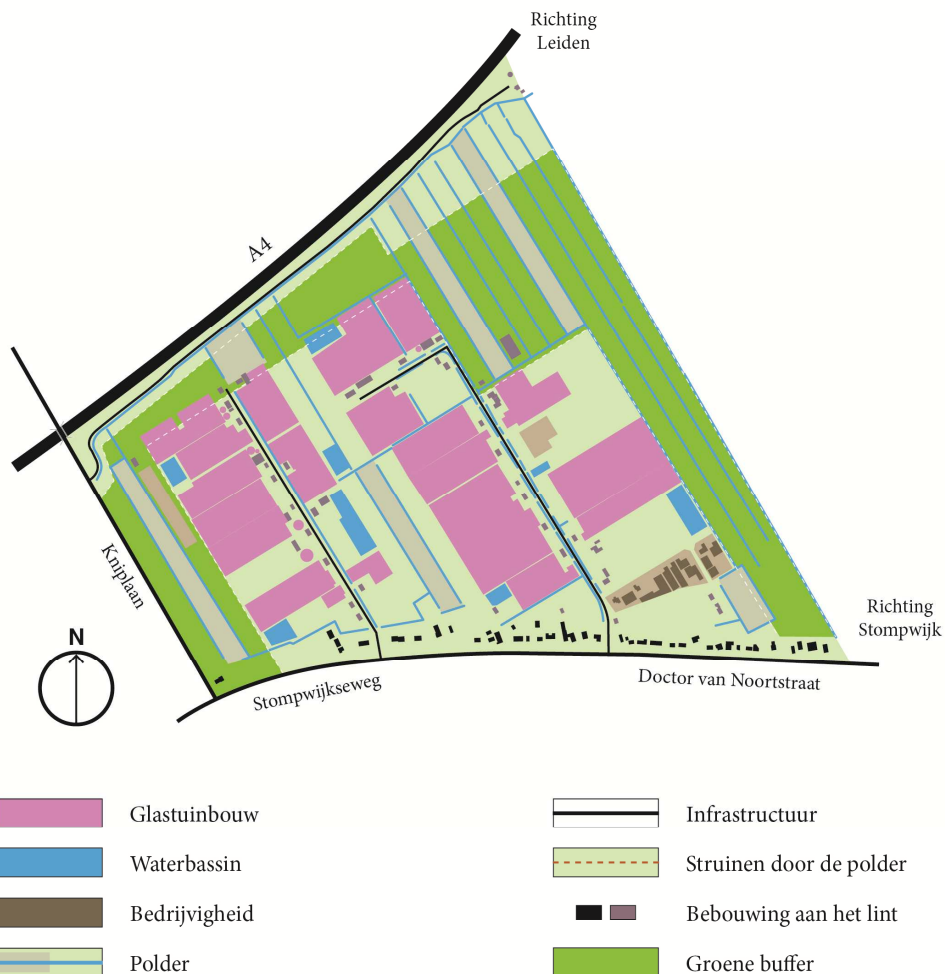 Richting
Leiden
A4
Kniplaan
Richting
Stompwijk
N
Stompwijkseweg
Doctor van Noortstraat
Glastuinbouw
Infrastructuur
Waterbassin
Struinen door de polder
Bedrijvigheid
Bebouwing aan het lint
Polder
Groene buffer